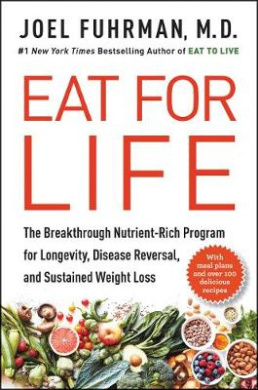 JOEL FUHRMAN, M.D.
#1 New York Times Bestselling Author of EAT TO LIVE
EAT FOR
LIFE
The Breakthrough Nutrient-Rich Program
for Longevity, Disease Reversal,
and Sustained Weight Loss
With
meal plans
and over 100
delicious
recipes